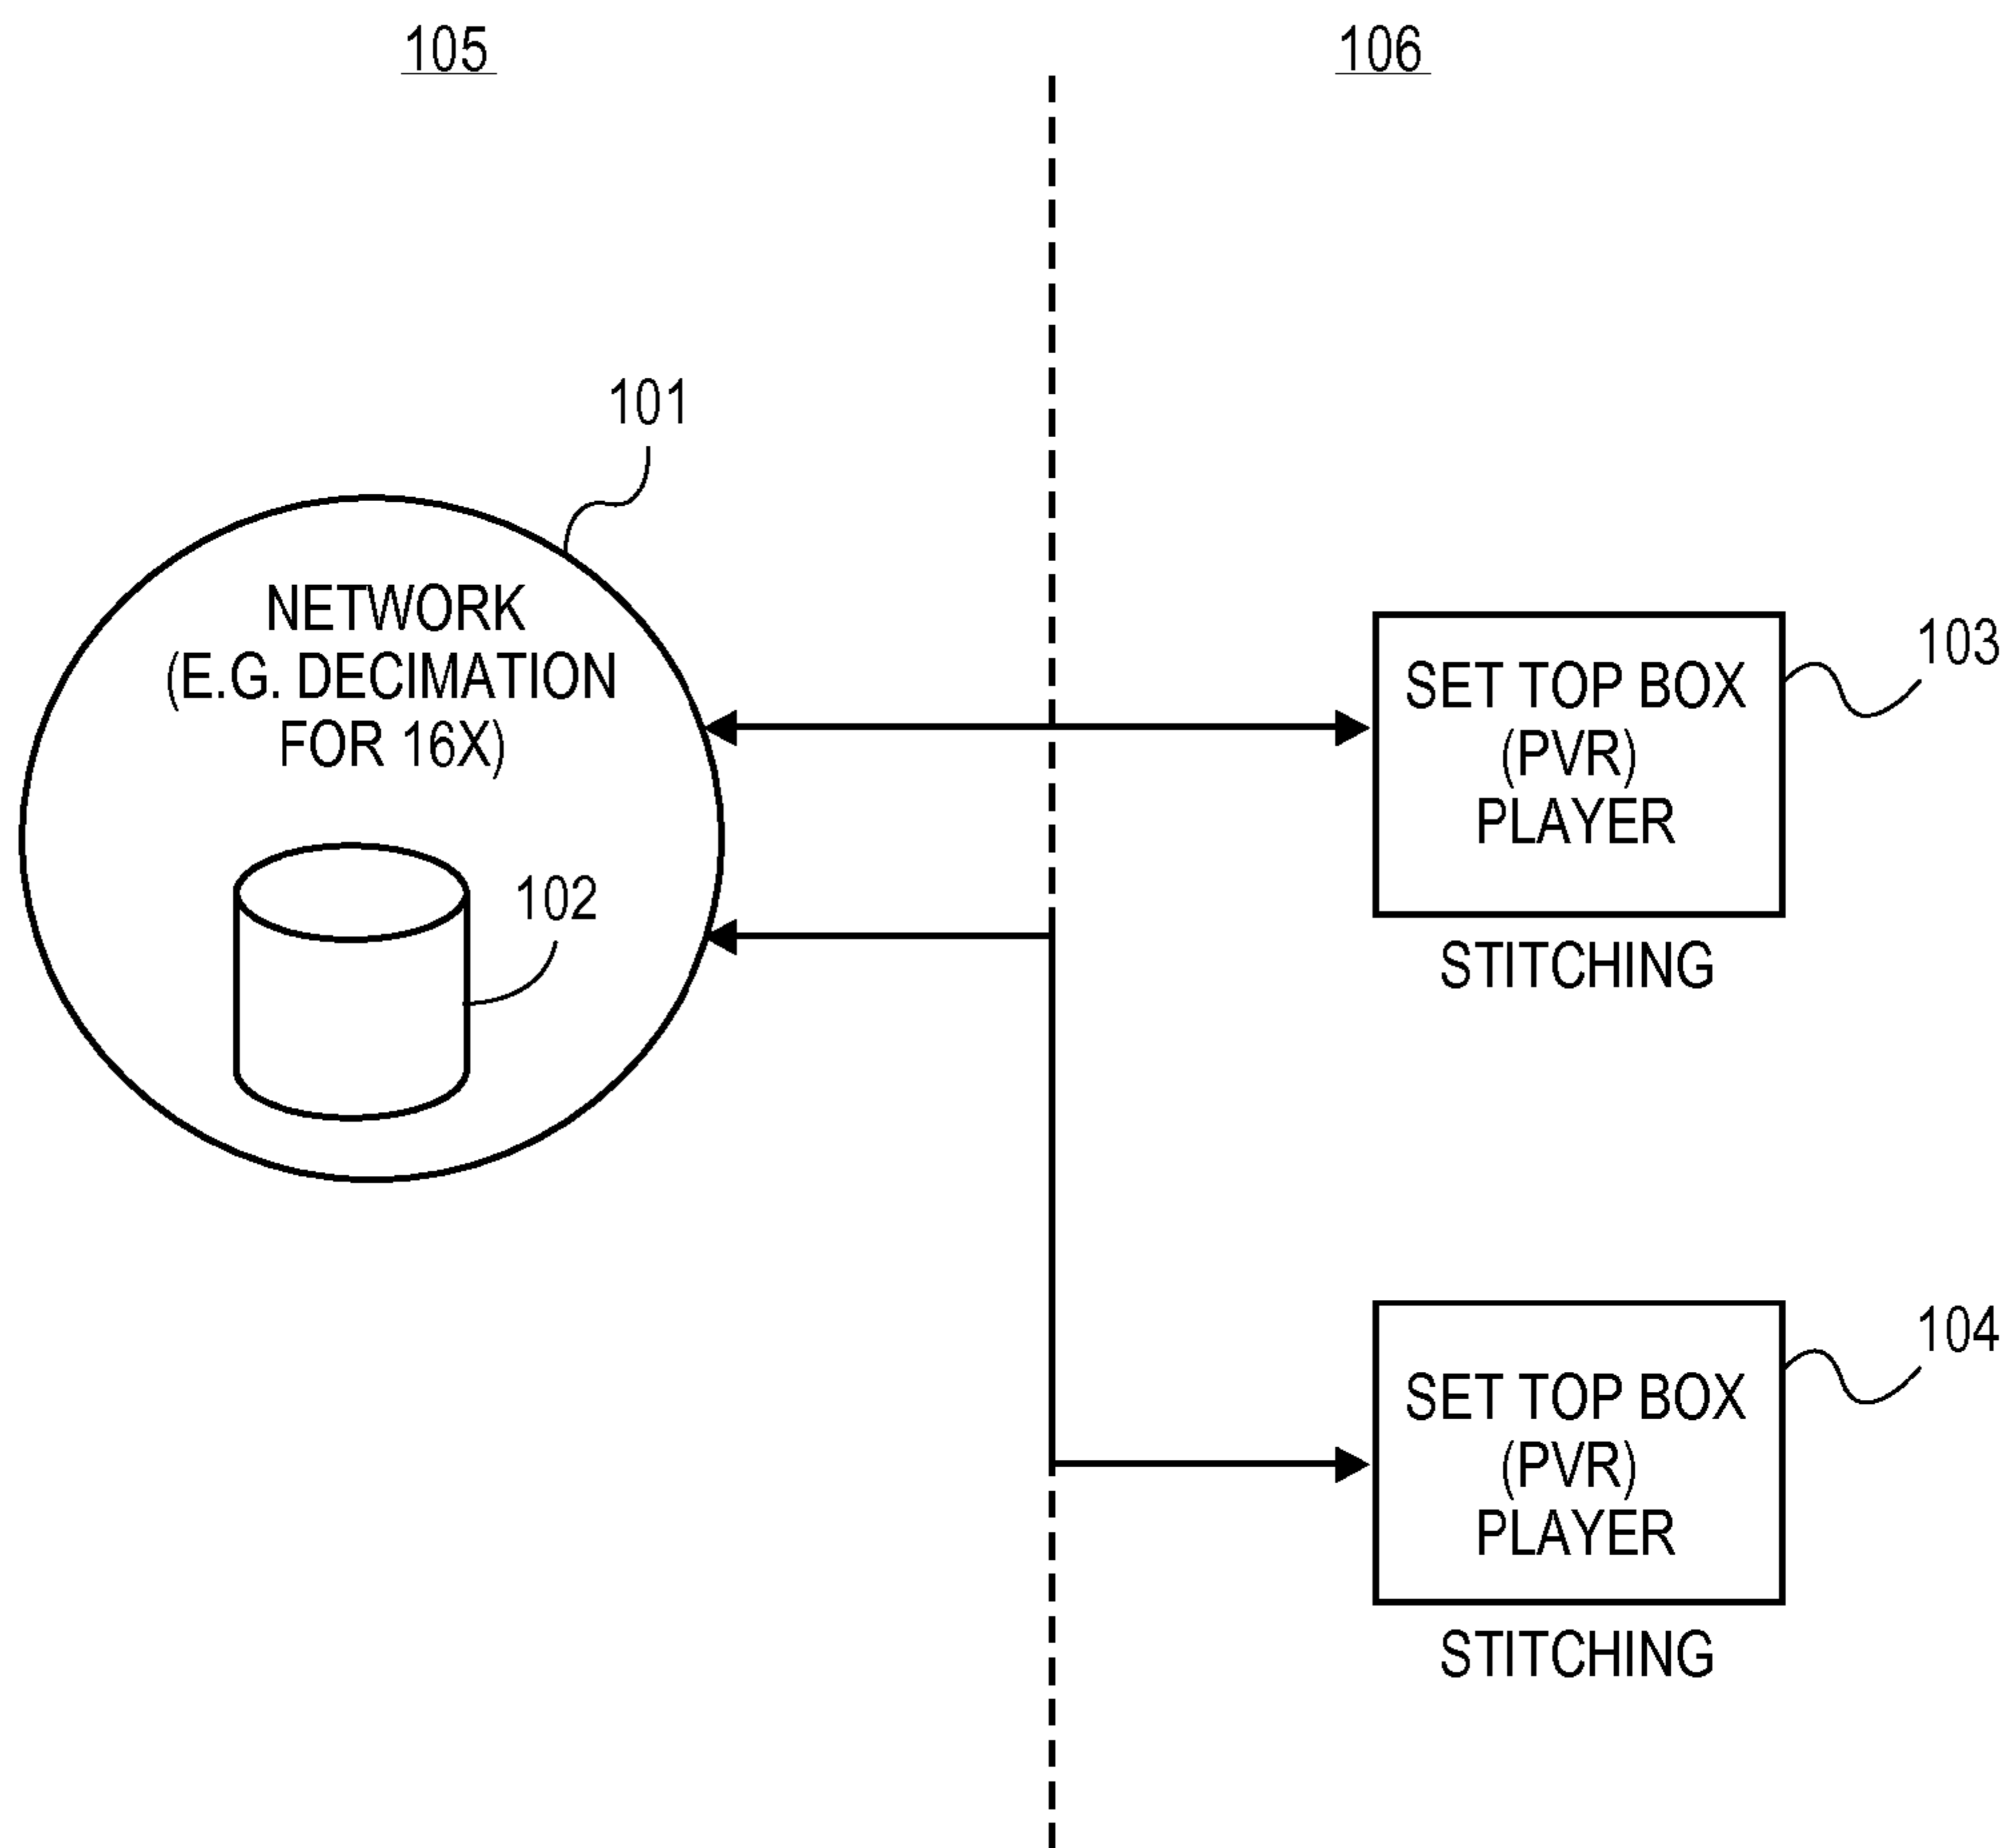 105
106
101
NETWORK
(E.G. DECIMATION
FOR 16X)
102
103
SET TOP BOX
(PVR)
PLAYER
STITCHING
104
SET TOP BOX
(PVR)
PLAYER
STITCHING